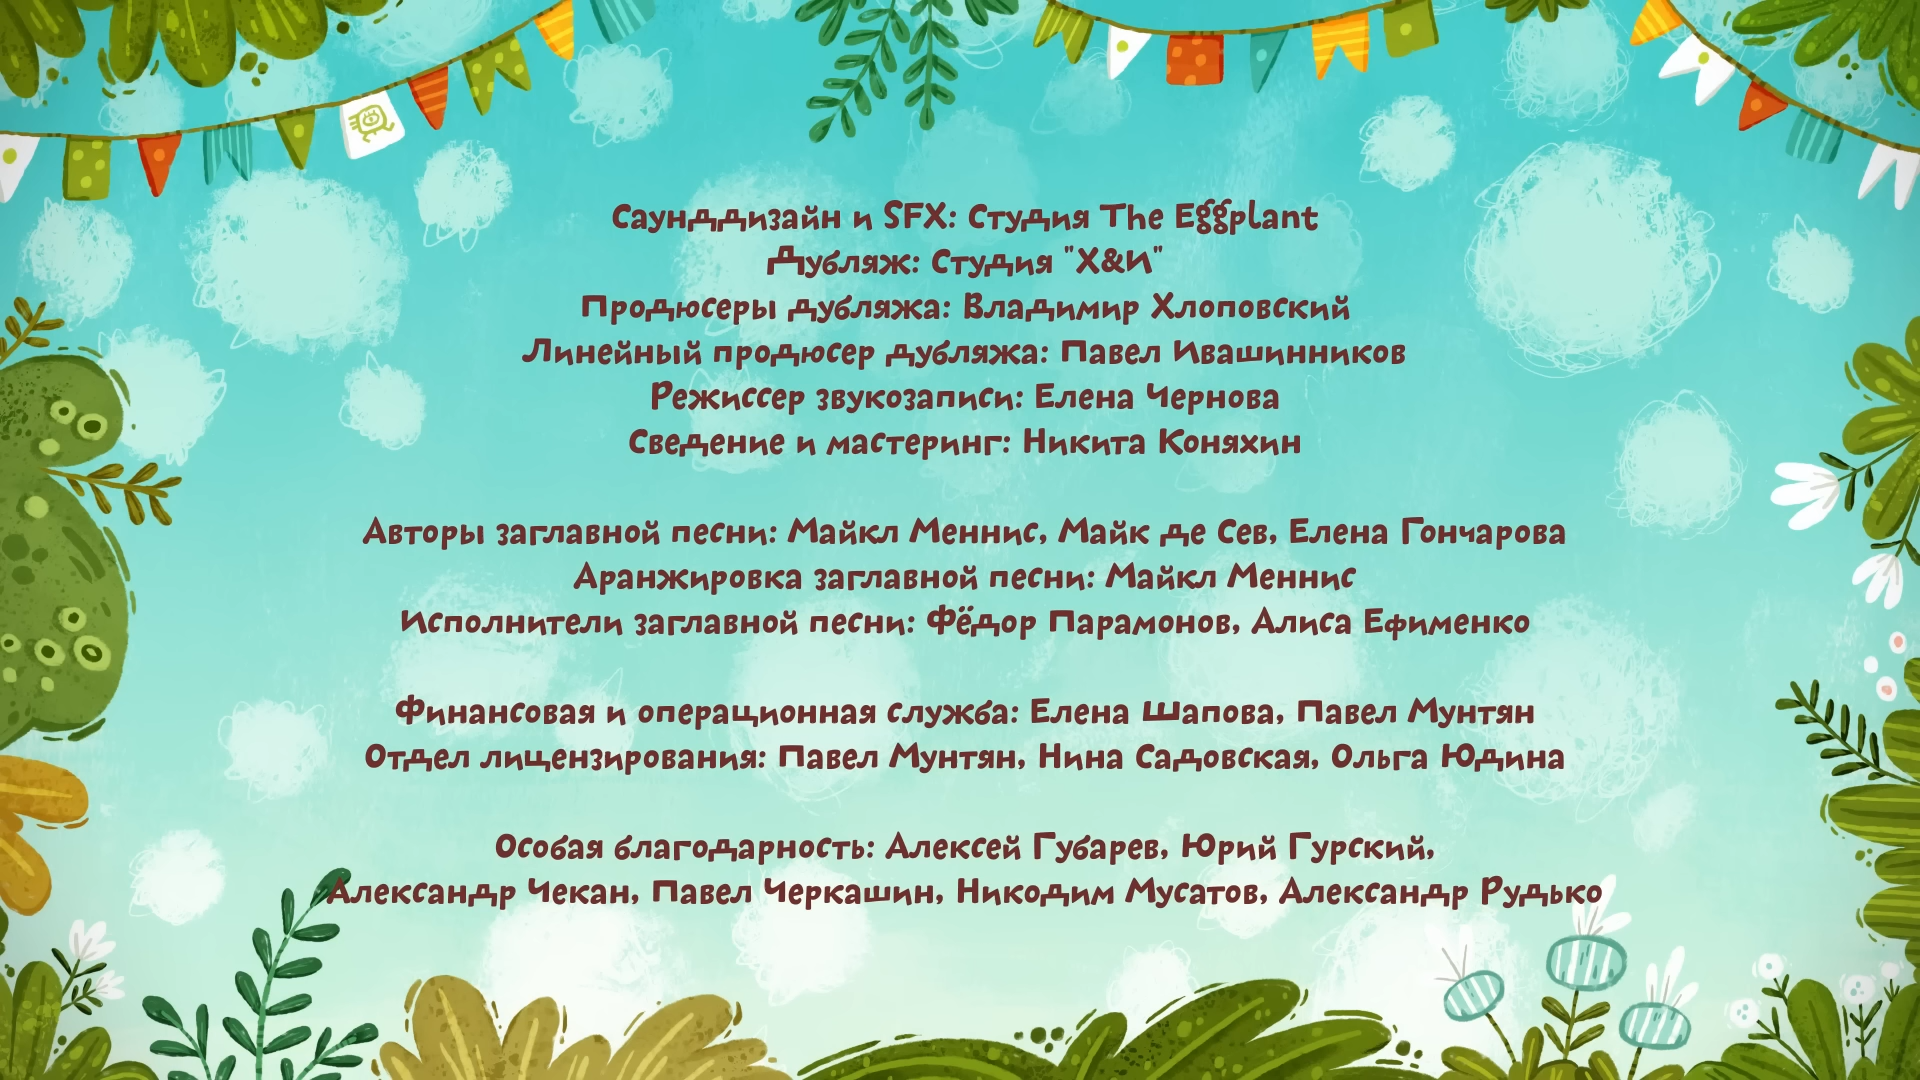 Саунддизайн и SFX: Студия The Eggplant
Дубляж: Студия "Х&И"
Продюсеры дубляжа: Владимир Хлоповский
Линейный продюсер дубляжа: Павел Ивашинников
Режиссер звукозаписи: Елена Чернова
Сведение и мастеринг: Никита Коняхин
Авторы заглавной песни: Майкл Меннис, Майк де Сев, Елена Гончарова
Аранжировка заглавной песни: Майкл Меннис
Исполнители заглавной песни: Фёдор Парамонов, Алиса Ефименко
Финансовая и операционная служба: Елена Шапова, Павел Мунтян
Отдел лицензирования: Павел Мунтян, Нина Садовская, Ольга Юдина
Особая благодарность: Алексей Губарев, Юрий Гурский,
Александр Чекан, Павел Черкашин, Никодим Мусатов, Александр Рудько